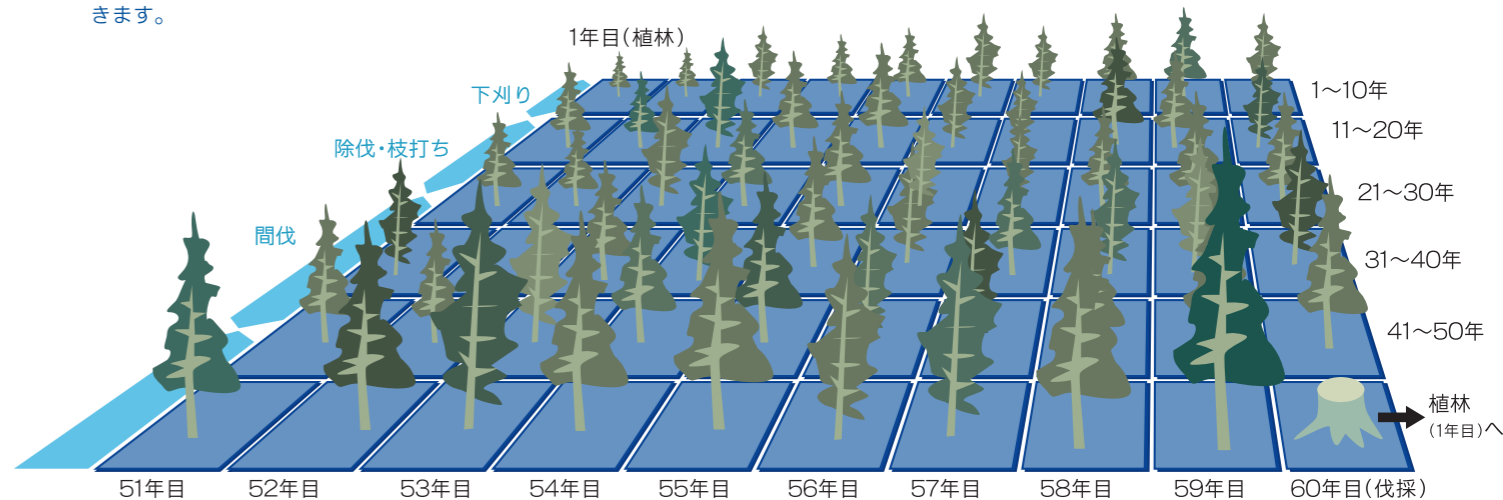 きます。
1年目(植林)
下刈り
除伐・枝打ち
間伐
1〜10年
11〜20年
21〜30年
31〜40年
41〜50年
植林
(1年目)へ
51年目
52年目
53年目
54年目
55年目
56年目
57年目
58年目
59年目
60年目(伐採)